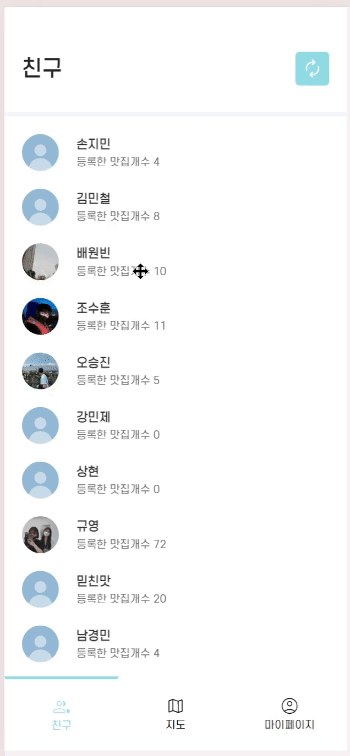 친구
손지민
등록한 맛집개수 4
김민철
등록한 맛집개수 8
배원빈
등록한 맛집 10
조수훈
등록한 맛집개수 11
오승진
등록한 맛집개수 5
강민제
등록한 맛집개수 0
상현
등록한 맛집개수 0
규영
등록한 맛집개수 72
믿친맛
등록한 맛집개수 20
남경민
등록한 맛집개수 4
친구
지도
마이페이지